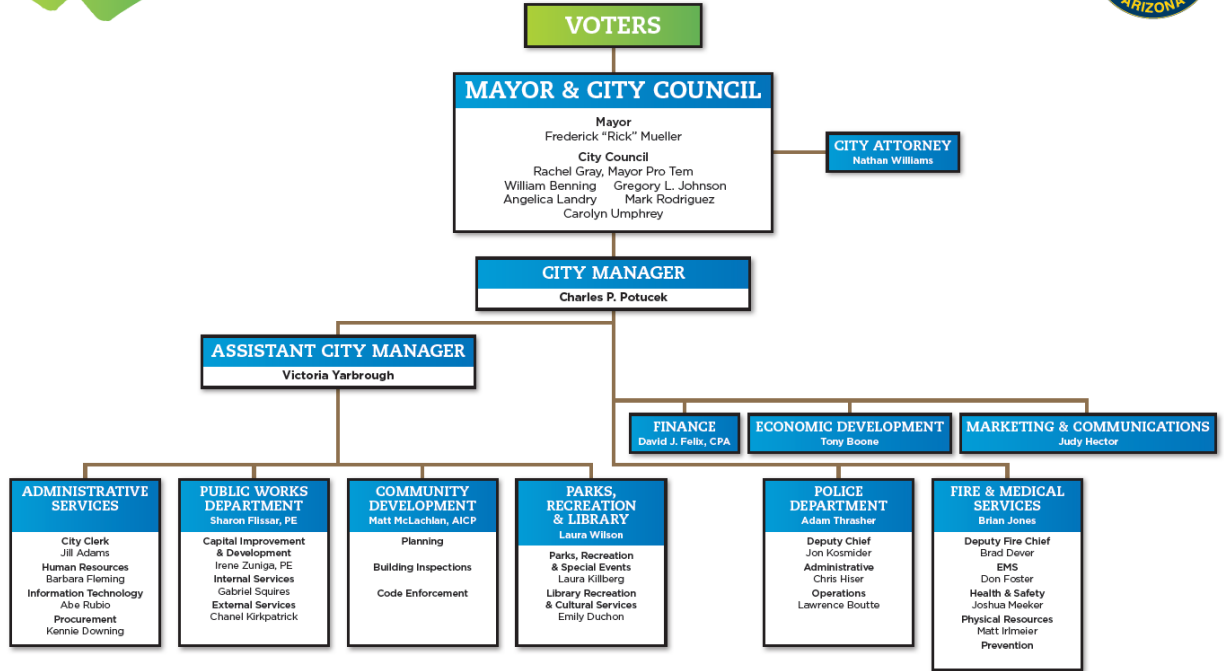 ARIZONA
VOTERS
MAYOR & CITY COUNCIL
Mayor
Frederick “Rick” Mueller
City Council
Rachel Gray, Mayor Pro Tem
William Benning Gregory L. Johnson
Angelica Landry Mark Rodriguez
Carolyn Umphrey
CITY ATTORNEY
Nathan Williams
CITY MANAGER
Charles P. Potucek
ASSISTANT CITY MANAGER
Victoria Yarbrough
FINANCE
David J. Felix, CPA
ECONOMIC DEVELOPMENT
Tony Boone
MARKETING & COMMUNICATIONS
Judy Hector
ADMINISTRATIVE
SERVICES
City Clerk
Jill Adams
Human Resources
Barbara Fleming
Information Technology
Abe Rubio
Procurement
Kennie Downing
PUBLIC WORKS
DEPARTMENT
Sharon Flissar, PE
Capital Improvement
& Development
Irene Zuniga, PE
Internal Services
Gabriel Squires
External Services
Chanel Kirkpatrick
COMMUNITY
DEVELOPMENT
Matt McLachlan, AICP
Planning
Building Inspections
Code Enforcement
PARKS,
RECREATION
& LIBRARY
Laura Wilson
Parks, Recreation
& Special Events
Laura Killberg
Library Recreation
& Cultural Services
Emily Duchon
POLICE
DEPARTMENT
Adam Thrasher
Deputy Chief
Jon Kosmider
Administrative
Chris Hiser
Operations
Lawrence Boutte
FIRE & MEDICAL
SERVICES
Brian Jones
Deputy Fire Chief
Brad Dever
EMS
Don Foster
Health & Safety
Joshua Meeker
Physical Resources
Matt Irlmeier
Prevention